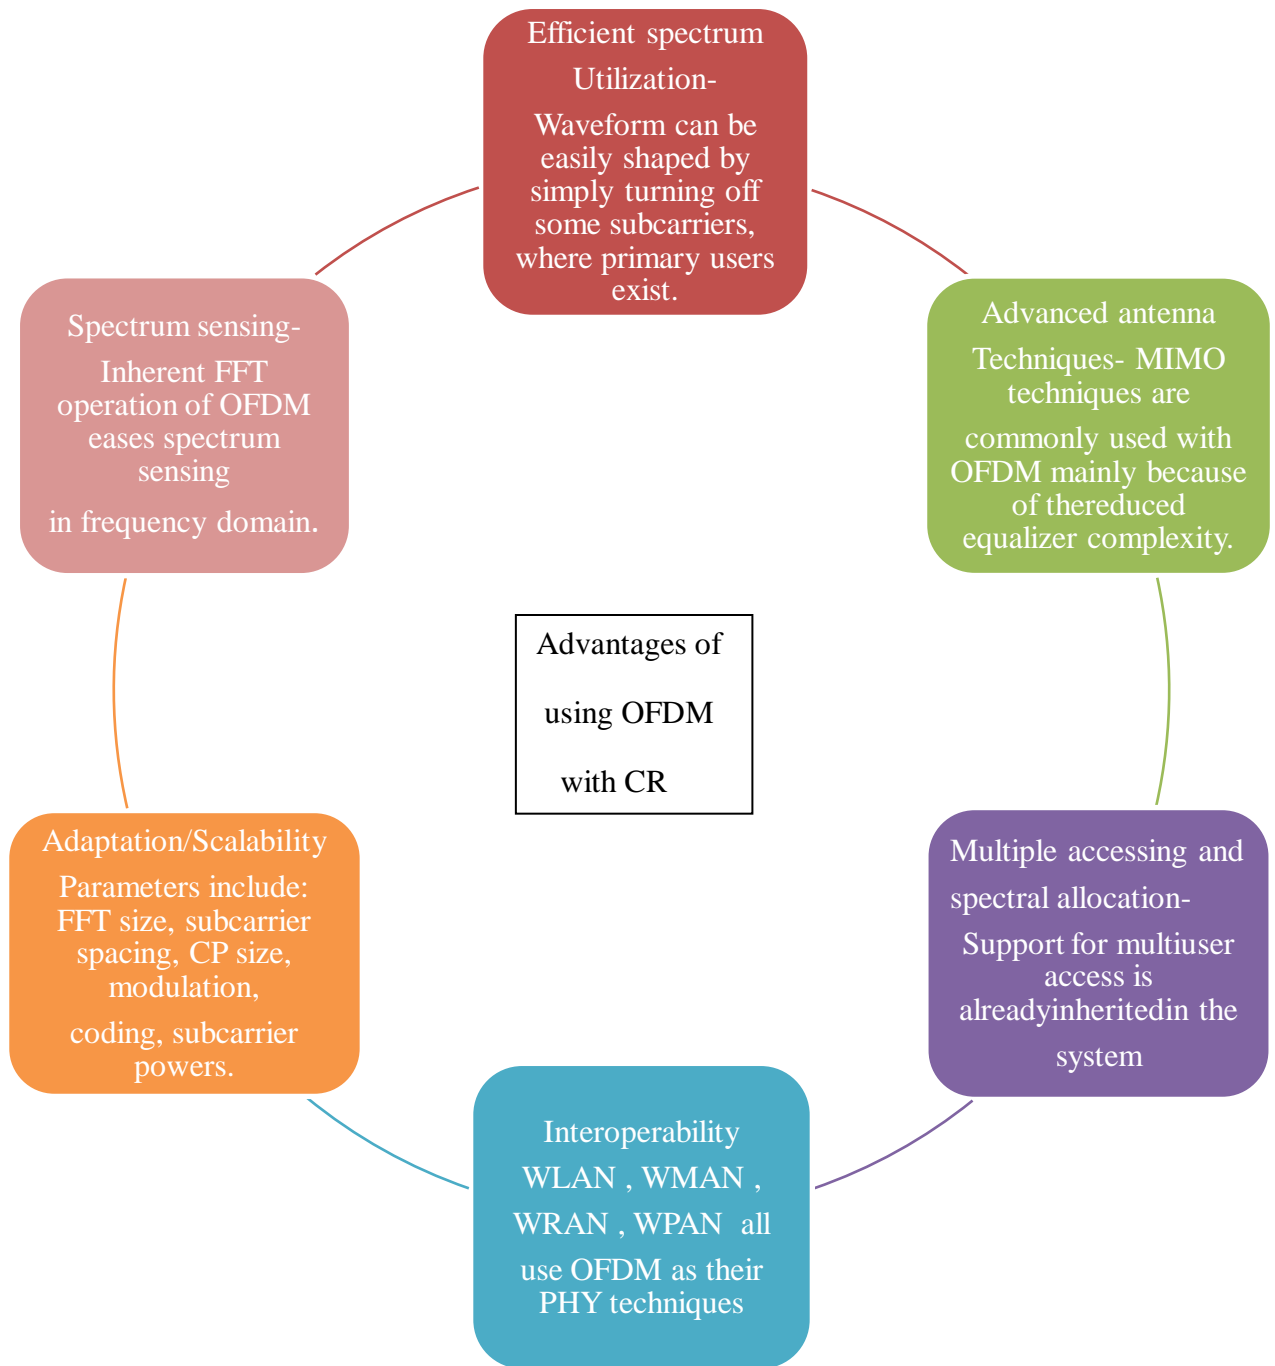 Efficient spectrum
Utilization-
Waveform can be
easily shaped by
simply turning off
some subcarriers,
where primary users
exist.
Advanced antenna
Techniques- MIMO
techniques are
commonly used with
OFDM mainly because
of thereduced
equalizer complexity.
Multiple accessing and
spectral allocation-
Support for multiuser
access is
alreadyinheritedin the
system
Interoperability
WLAN , WMAN ,
WRAN , WPAN all
use OFDM as their
PHY techniques
Adaptation/Scalability
Parameters include:
FFT size, subcarrier
spacing, CP size,
modulation,
coding, subcarrier
powers.
Spectrum sensing-
Inherent FFT
operation of OFDM
eases spectrum
sensing
in frequency domain.
Advantages of
using OFDM
with CR